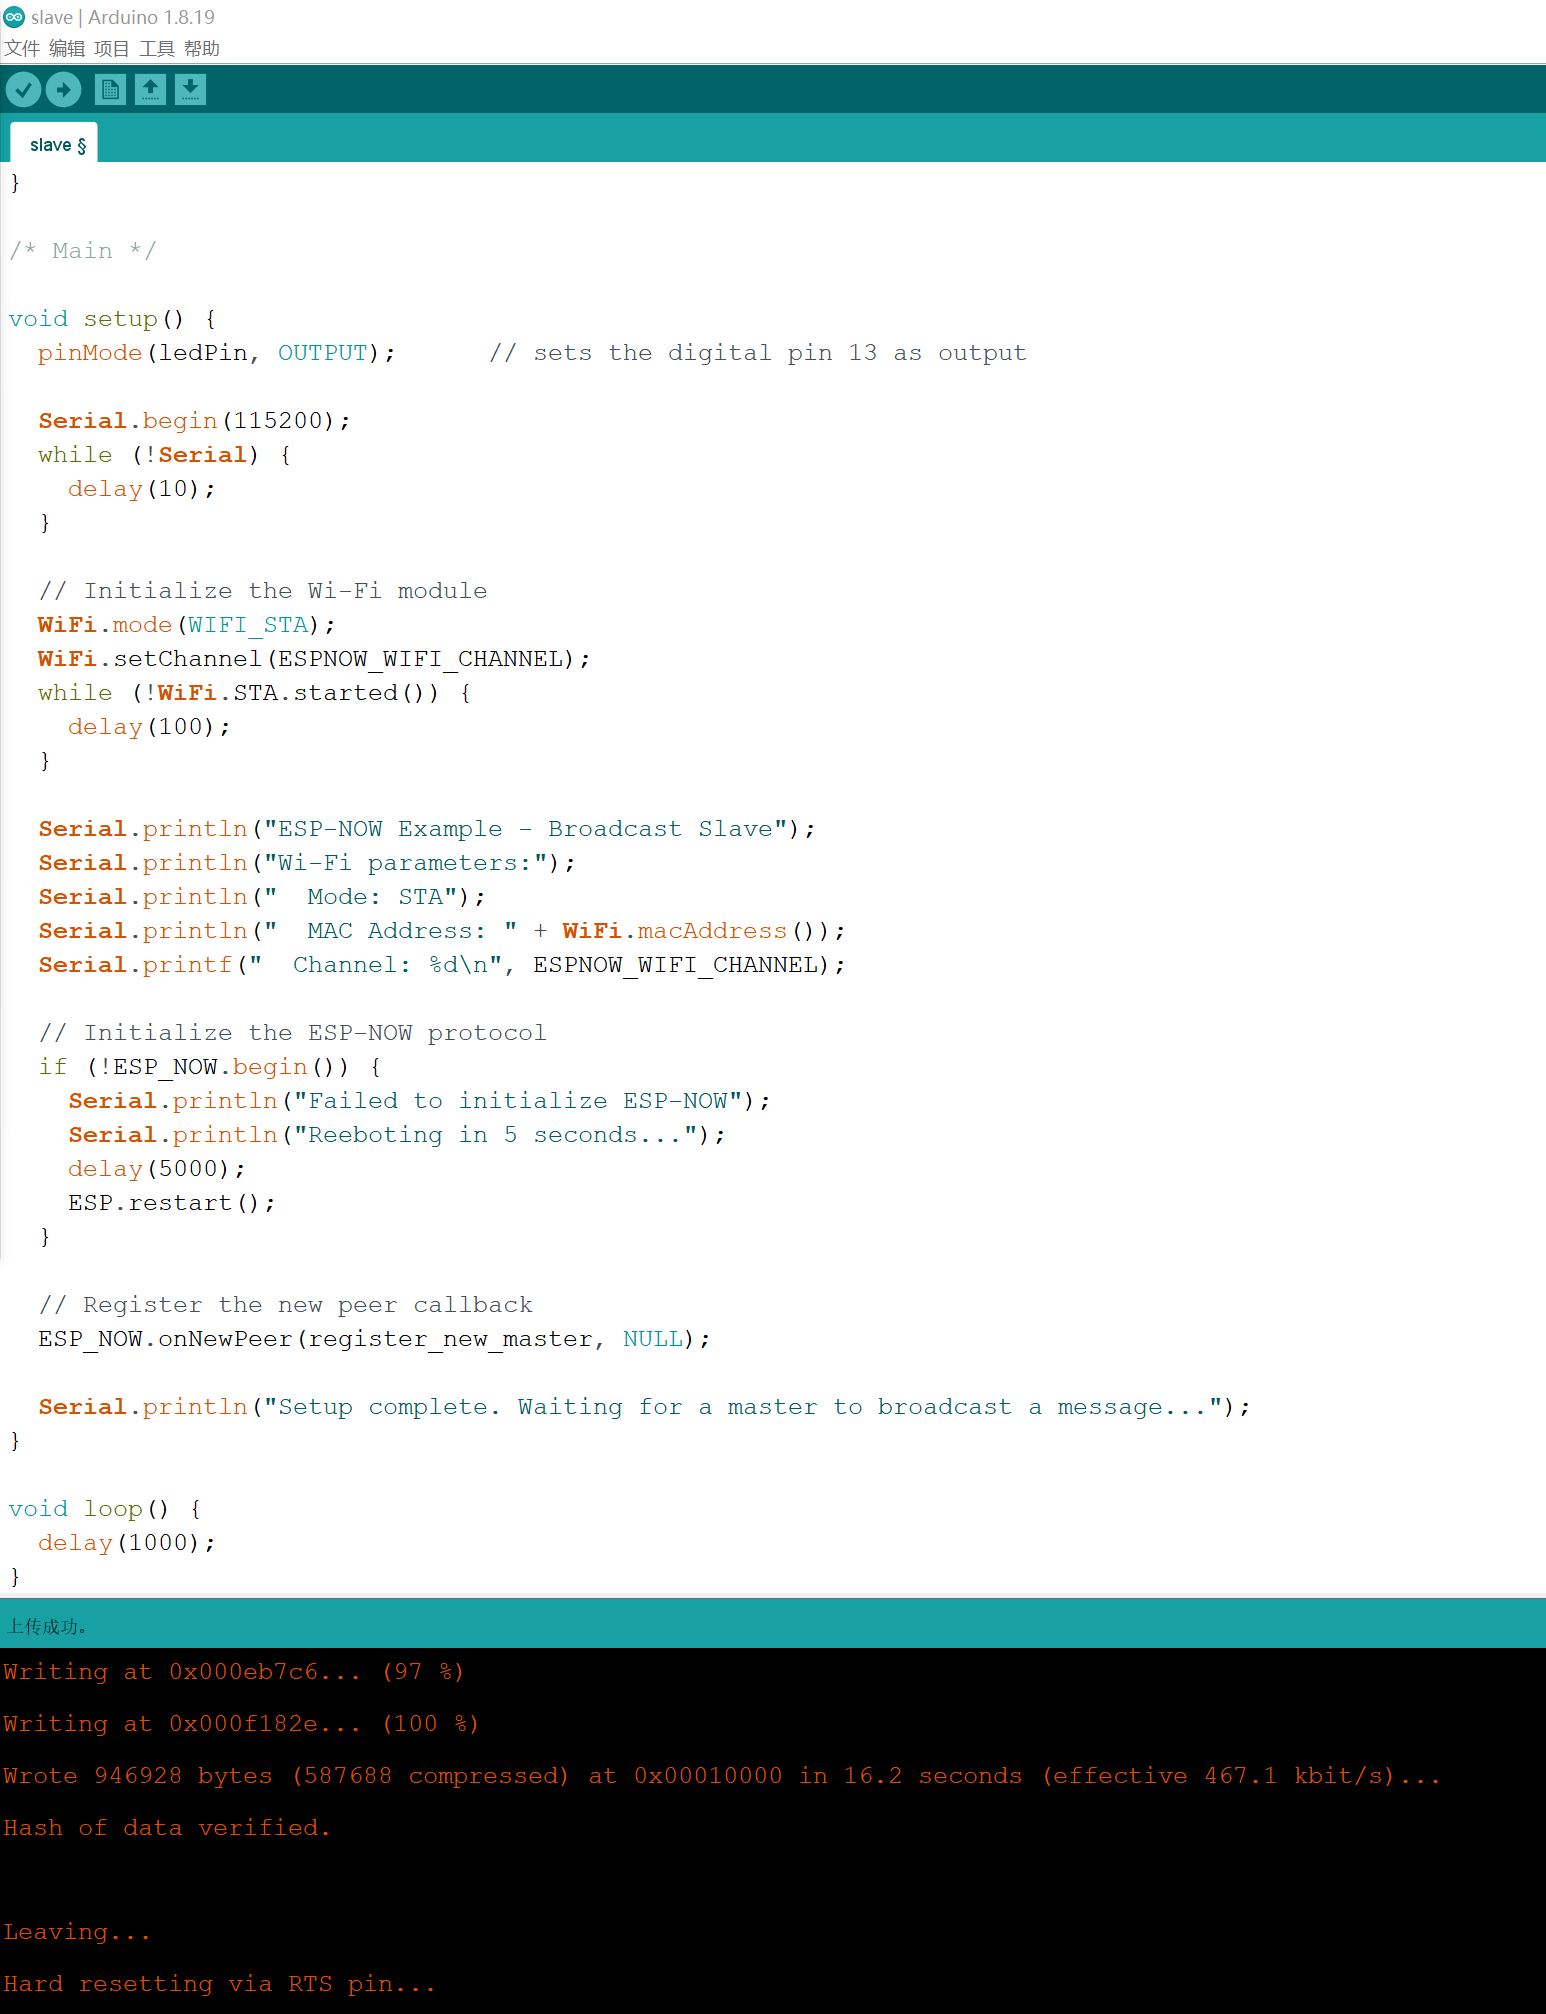 slave | Arduino 1.8.19
文件 编辑 项目 工具 帮助
slave §
}
/* Main */
void setup() {
  pinMode(ledPin, OUTPUT);      // sets the digital pin 13 as output
  Serial.begin(115200);
  while (!Serial) {
    delay(10);
  }
  // Initialize the Wi-Fi module
  WiFi.mode(WIFI_STA);
  WiFi.setChannel(ESPNOW_WIFI_CHANNEL);
  while (!WiFi.STA.started()) {
    delay(100);
  }
  Serial.println("ESP-NOW Example - Broadcast Slave");
  Serial.println("Wi-Fi parameters:");
  Serial.println("  Mode: STA");
  Serial.println("  MAC Address: " + WiFi.macAddress());
  Serial.printf("  Channel: %d\n", ESPNOW_WIFI_CHANNEL);
  // Initialize the ESP-NOW protocol
  if (!ESP_NOW.begin()) {
    Serial.println("Failed to initialize ESP-NOW");
    Serial.println("Reeboting in 5 seconds...");
    delay(5000);
    ESP.restart();
  }
  // Register the new peer callback
  ESP_NOW.onNewPeer(register_new_master, NULL);
  Serial.println("Setup complete. Waiting for a master to broadcast a message...");
}
void loop() {
  delay(1000);
}
上传成功。
Writing at 0x000eb7c6... (97 %)
Writing at 0x000f182e... (100 %)
Wrote 946928 bytes (587688 compressed) at 0x00010000 in 16.2 seconds (effective 467.1 kbit/s)...
Hash of data verified.
Leaving...
Hard resetting via RTS pin...